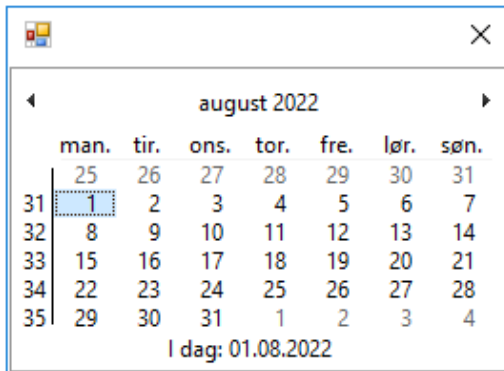 august 2022
man. tir. ons. tor. fre. lør. søn.
25 26 27 28 29 30 31
31 1 2 3 4 5 6 7
32 8 9 10 11 12 13 14
33 15 16 17 18 19 20 21
34 22 23 24 25 26 27 28
35 29 30 31 1 2 3 4
I dag: 01.08.2022